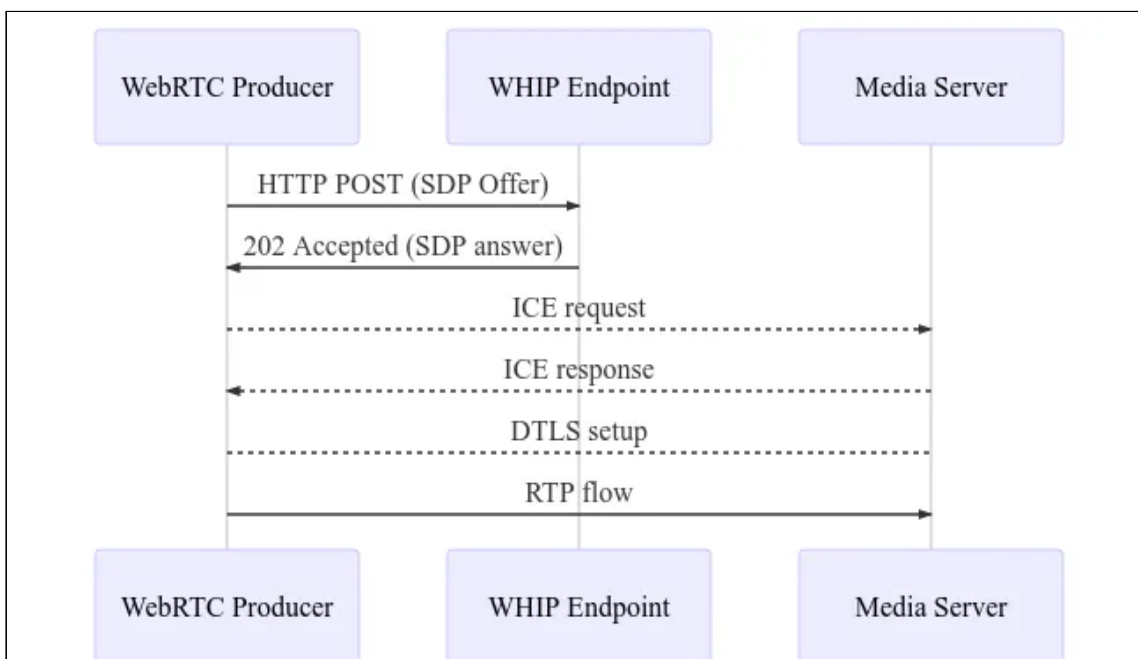 WebRTC Producer
WHIP Endpoint
Media Server
HTTP POST (SDP Offer)
202 Accepted (SDP answer)
ICE request
ICE response
DTLS setup
RTP flow
WebRTC Producer
WHIP Endpoint
Media Server